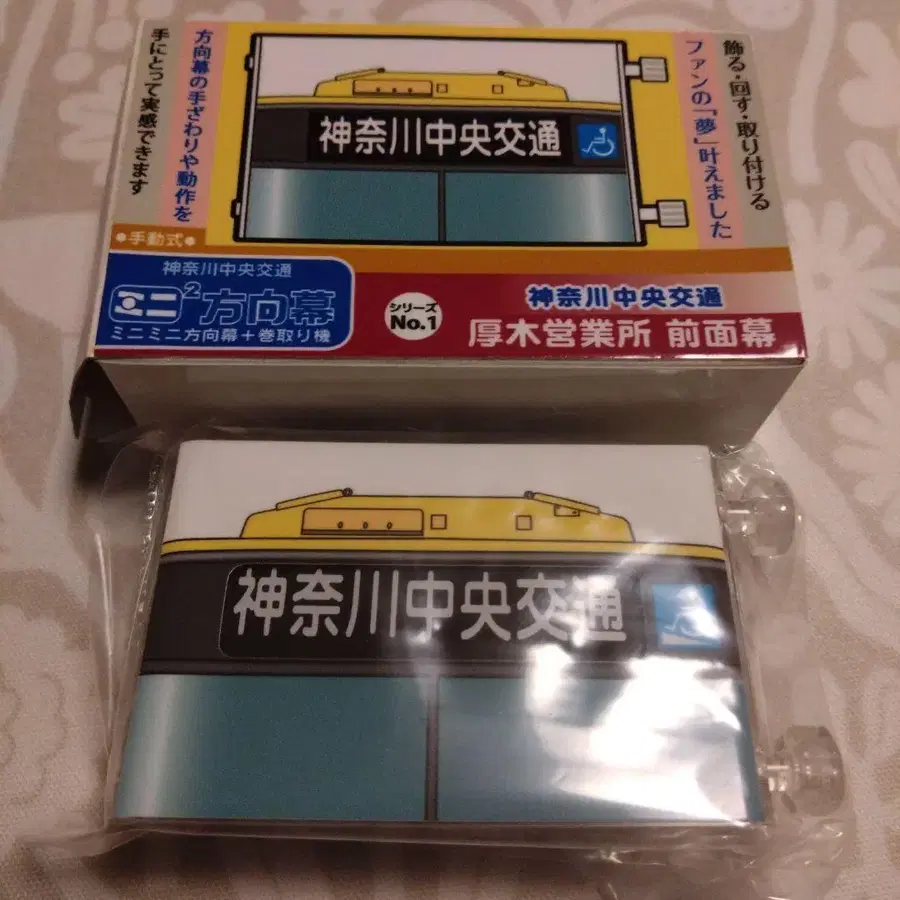 飾る・回す・取り付ける
ファンの「夢」叶えました
方向幕の手ざわりや動作を
手にとって実感できます
神奈川中央交通
●手動式●
神奈川中央交通
ミニ²方向幕
ミニミニ方向幕+巻取り機
シリーズ
No.1
神奈川中央交通
厚木営業所 前面幕
神奈川中央交通